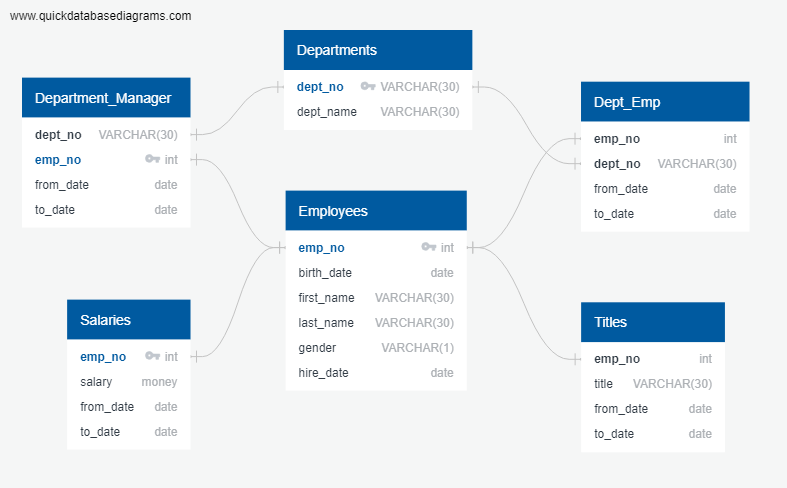 www.quickdatabasediagrams.com
Departments
dept_no VARCHAR(30)
dept_name VARCHAR(30)
Department_Manager
dept_no VARCHAR(30)
emp_no int
from_date date
to_date date
Dept_Emp
emp_no int
dept_no VARCHAR(30)
from_date date
to_date date
Employees
emp_no int
birth_date date
first_name VARCHAR(30)
last_name VARCHAR(30)
gender VARCHAR(1)
hire_date date
Salaries
emp_no int
salary money
from_date date
to_date date
Titles
emp_no int
title VARCHAR(30)
from_date date
to_date date